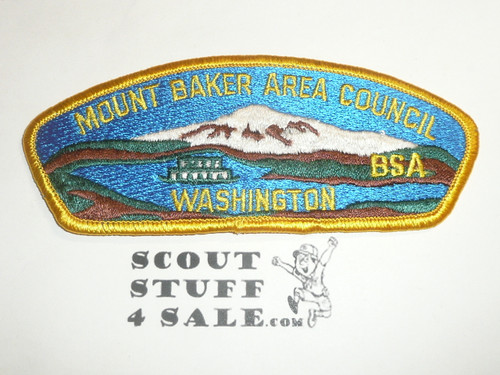 MOUNT BAKER AREA COUNCIL
BSA
WASHINGTON
SCOUT
STUFF
4 SALE.COM